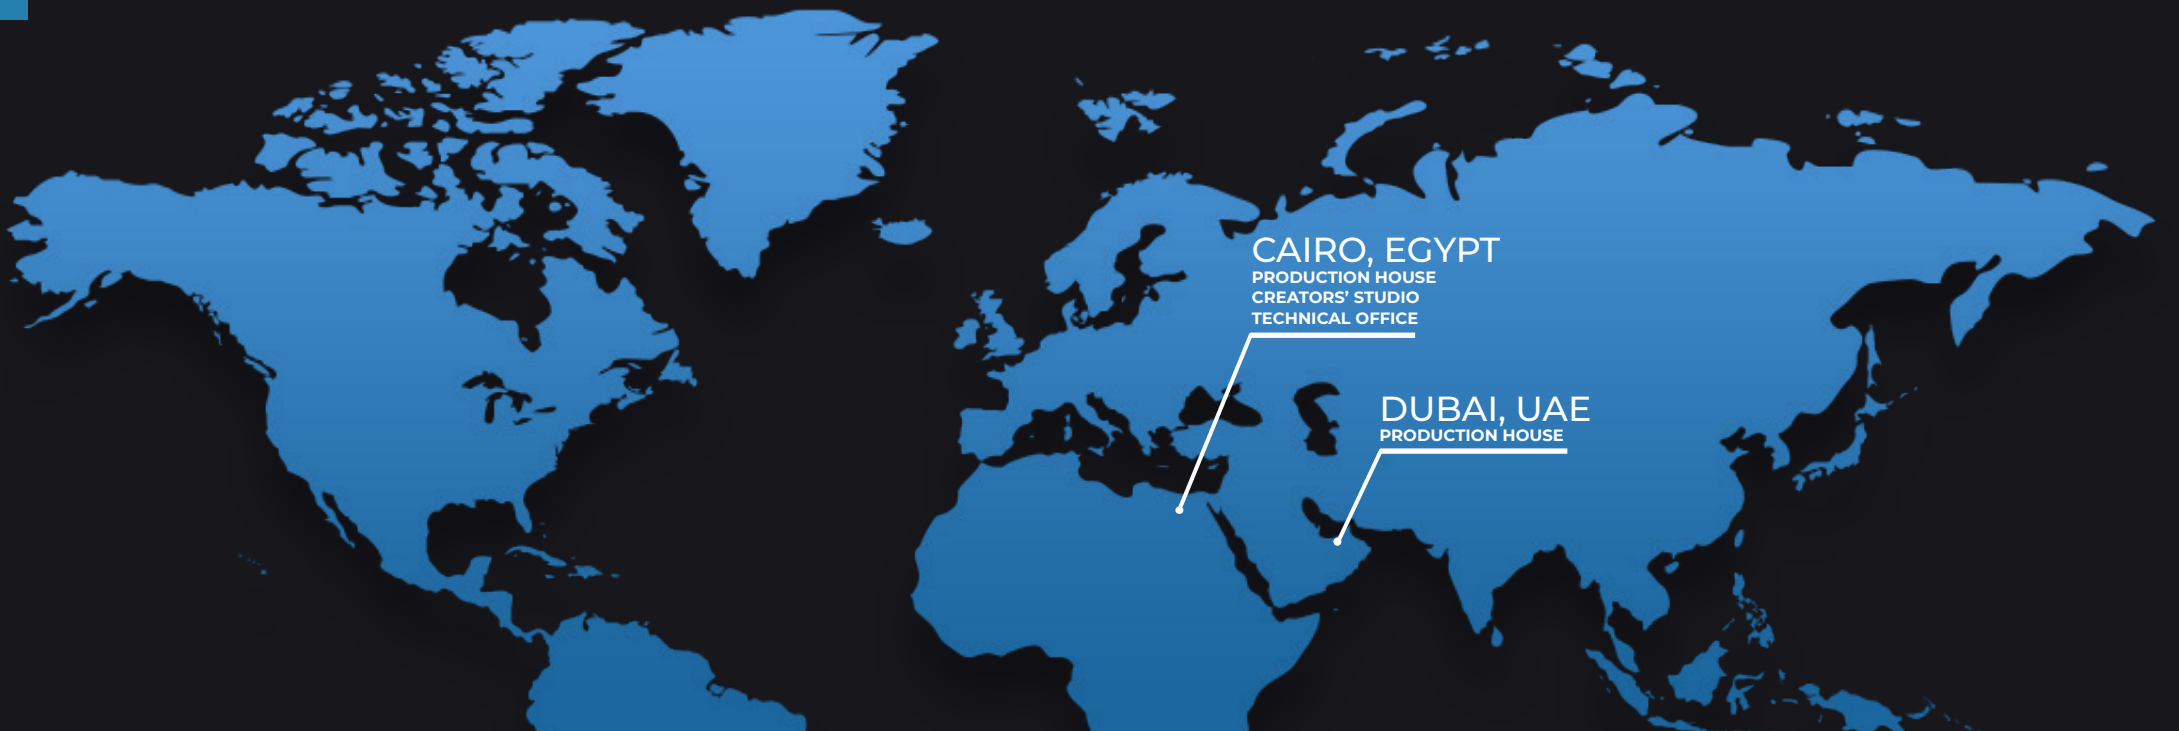 CAIRO, EGYPT
PRODUCTION HOUSE
CREATORS’ STUDIO
TECHNICAL OFFICE
DUBAI, UAE
PRODUCTION HOUSE